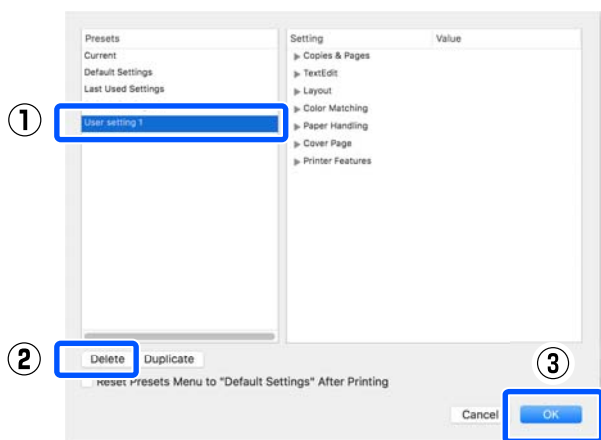 Presets
Current
Default Settings
Last Used Settings
User setting 1
Setting Value
Copies & Pages
TextEdit
Layout
Color Matching
Paper Handling
Cover Page
Printer Features
①
②
Delete Duplicate
Reset Presets Menu to "Default Settings" After Printing
③
Cancel OK